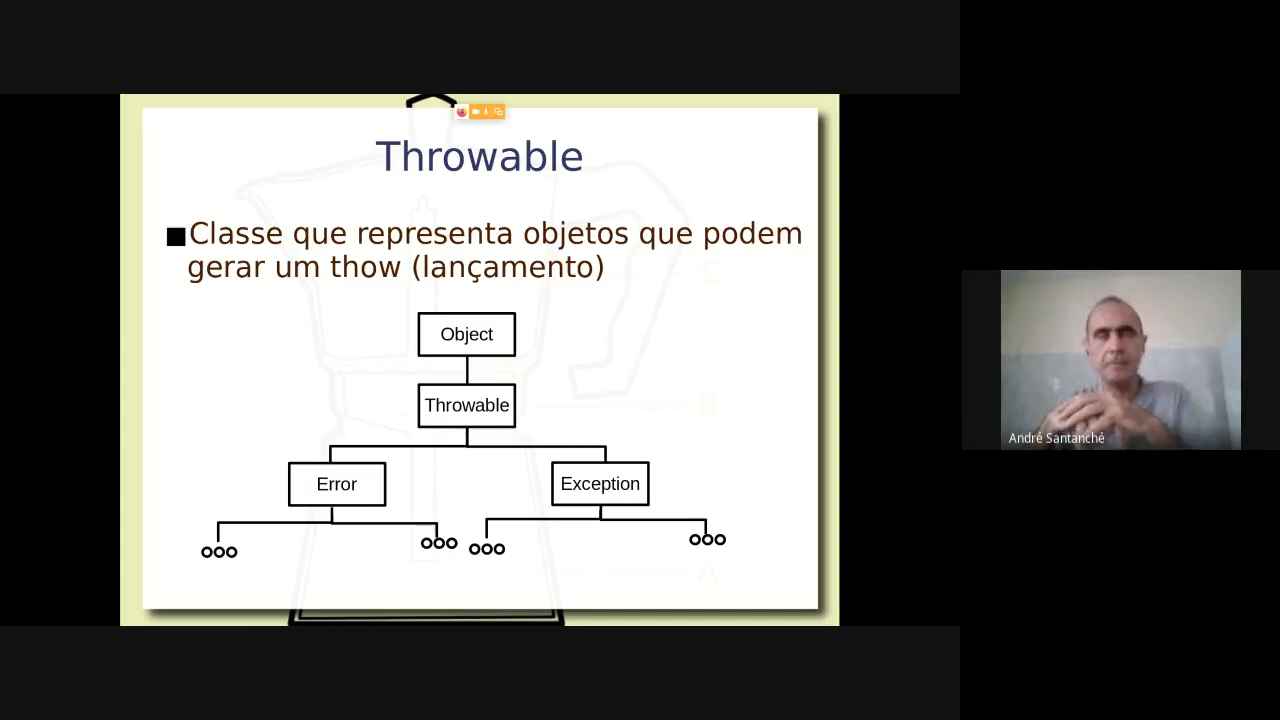 Throwable
Classe que representa objetos que podem
gerar um thow (lançamento)
Object
Throwable
Error
Exception
C
B
A
André Santanché